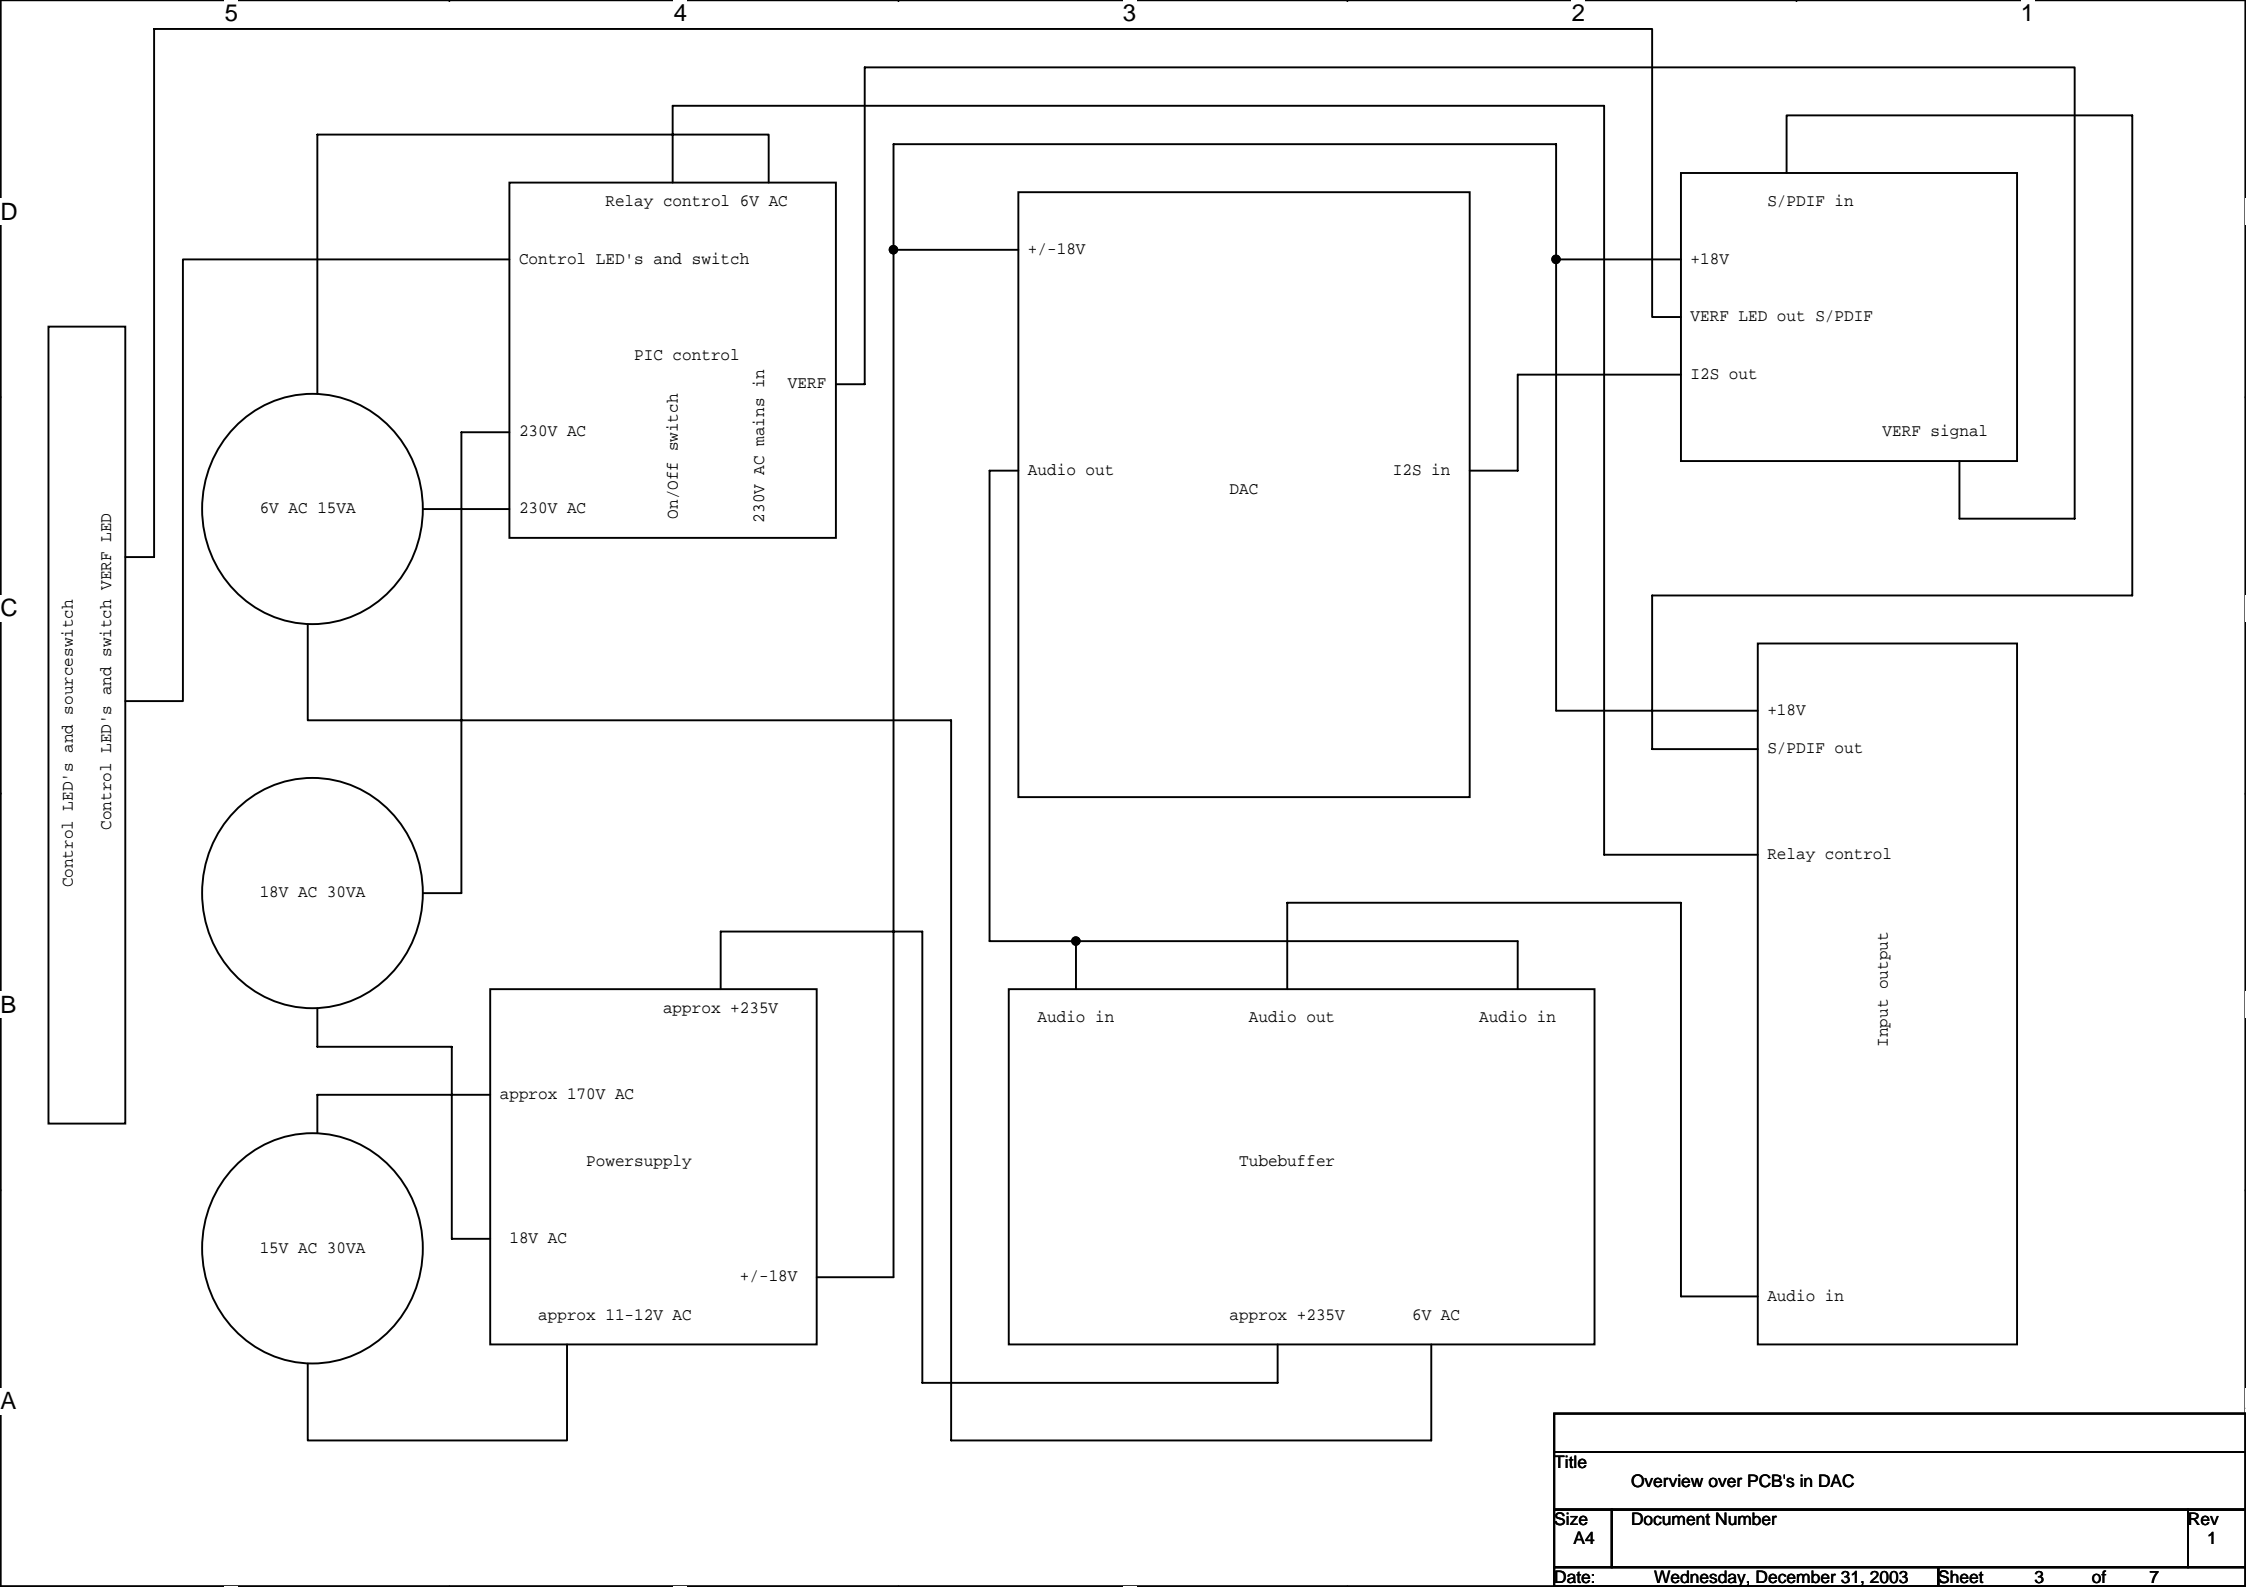 5 4 3 2 1
D
C
B
A
Relay control 6V AC
Control LED's and switch
PIC control
VERF
230V AC
230V AC
On/Off switch
230V AC mains in
+/-18V
Audio out
I2S in
DAC
S/PDIF in
+18V
VERF LED out S/PDIF
I2S out
VERF signal
Control LED's and sourceswitch
Control LED's and switch VERF LED
6V AC 15VA
18V AC 30VA
15V AC 30VA
+18V
S/PDIF out
Relay control
Input output
Audio in
approx +235V
approx 170V AC
Powersupply
18V AC
+/-18V
approx 11-12V AC
Audio in
Audio out
Audio in
Tubebuffer
approx +235V
6V AC
Title
Overview over PCB's in DAC
Size
A4
Document Number
Rev
1
Date: Wednesday, December 31, 2003 Sheet 3 of 7